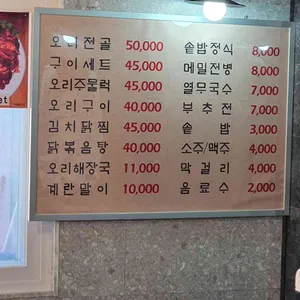 오리전골 50,000
구이세트 45,000
오리주물럭 45,000
오리구이 40,000
김치닭찜 45,000
닭볶음탕 40,000
오리해장국 11,000
계란말이 10,000
솥밥정식 8,000
메밀전병 8,000
열무국수 7,000
부추전 7,000
솥밥 3,000
소주/맥주 4,000
막걸리 4,000
음료수 2,000